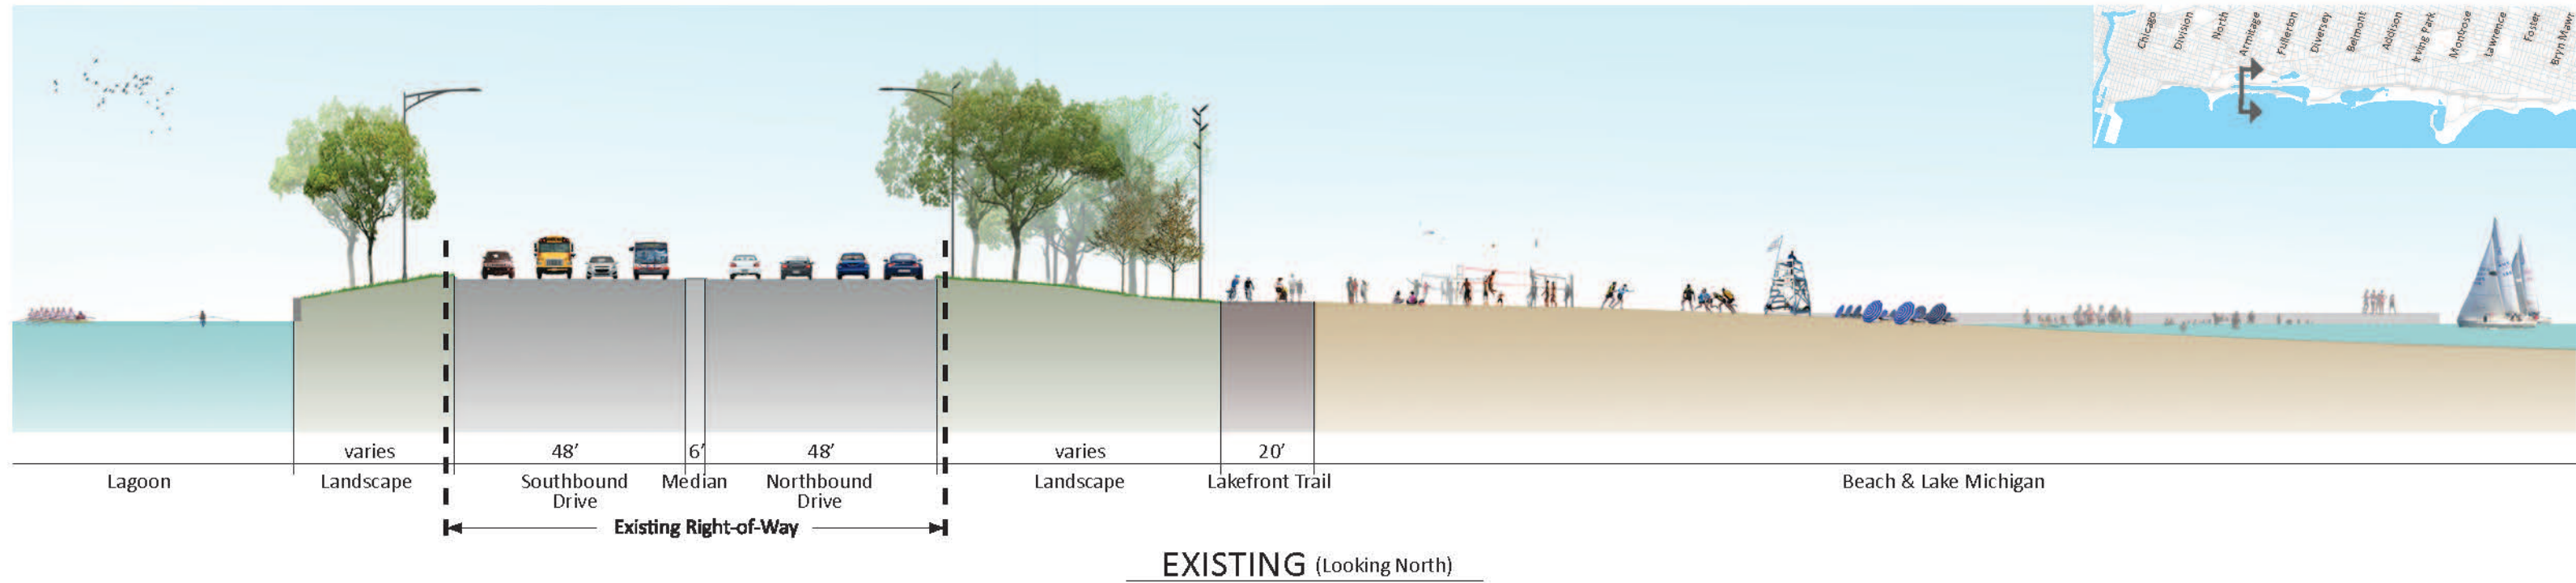 Chicago
Division
North
Armitage
Fullerton
Diversey
Belmont
Addison
Irving Park
Montrose
Lawrence
Foster
Bryn Mawr
varies
48’
6’
48’
varies
20’
Lagoon
Landscape
Southbound
Drive
Median
Northbound
Drive
Landscape
Lakefront Trail
Beach & Lake Michigan
Existing Right-of-Way
EXISTING (Looking North)